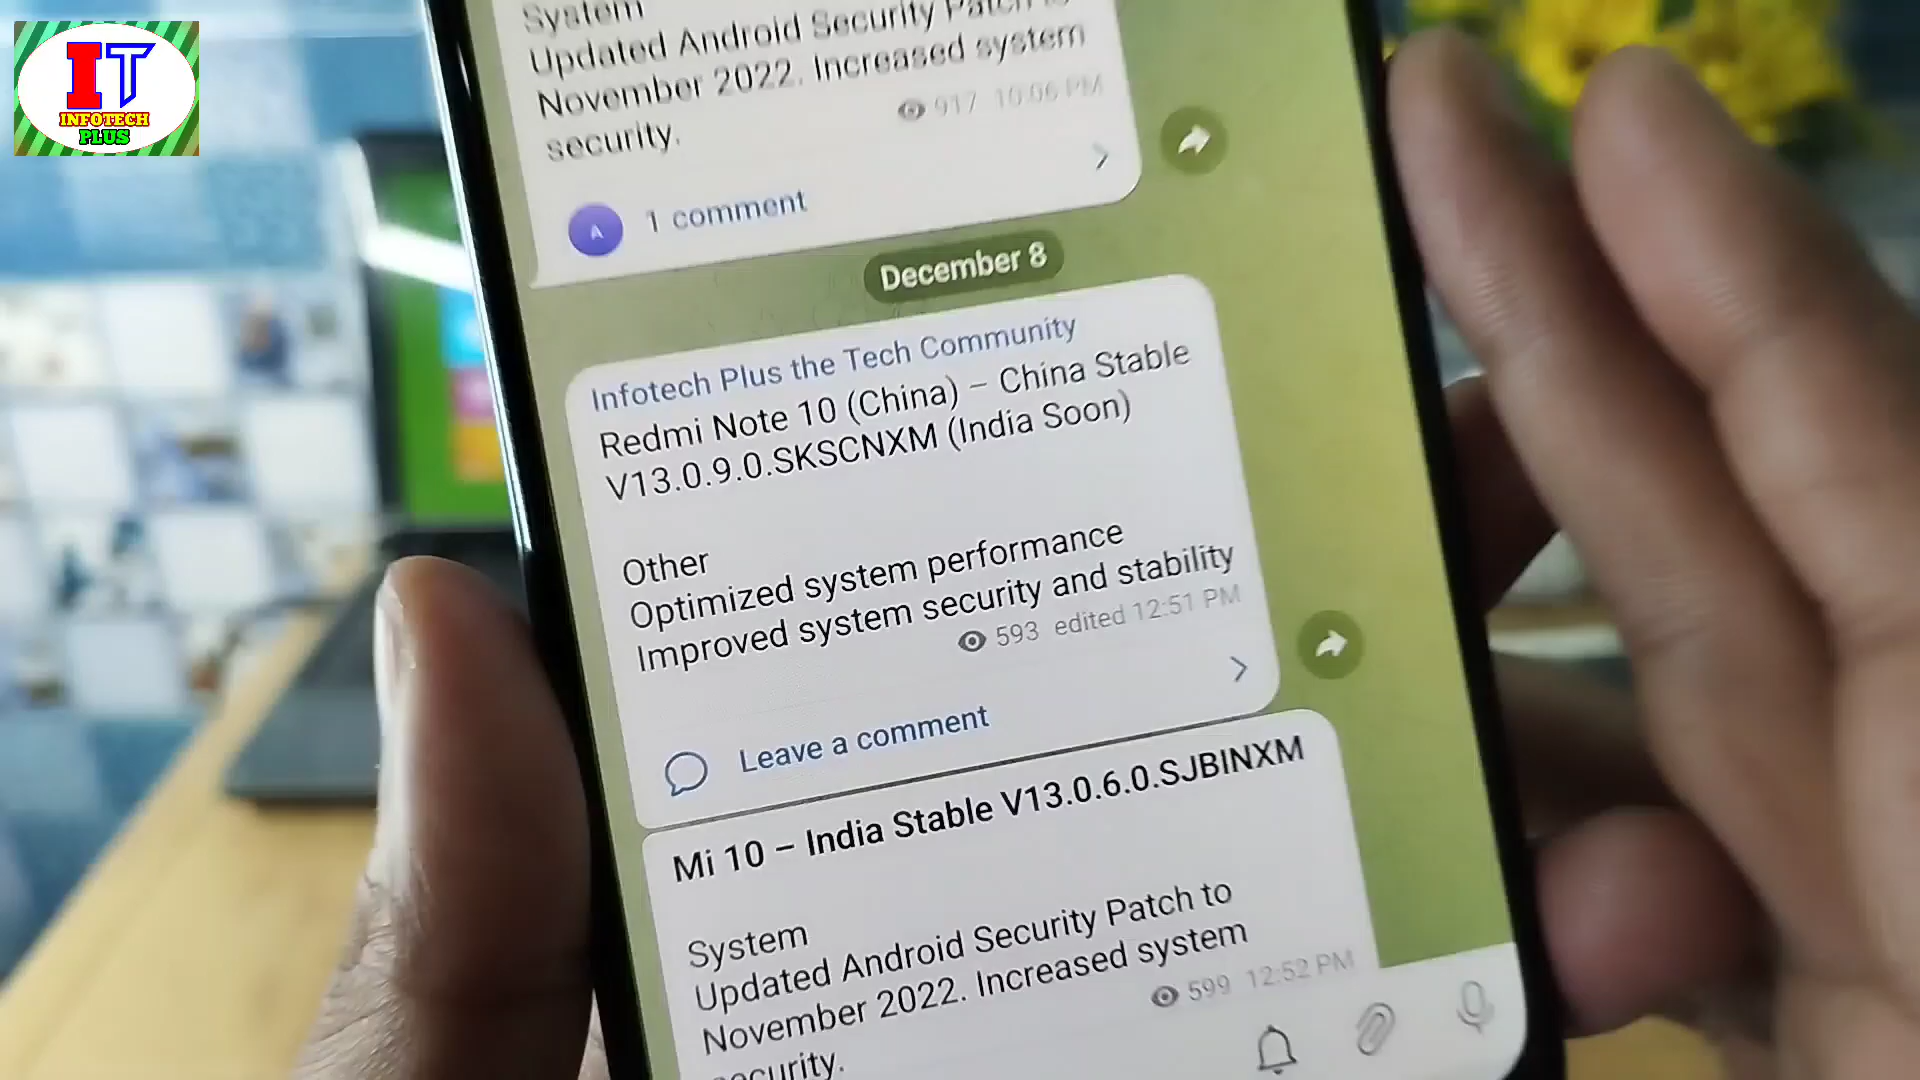 IT
INFOTECH
PLUS
System
Updated Android Security Patch to
November 2022. Increased system
security.
917 10:06 PM
A
1 comment
December 8
Infotech Plus the Tech Community
Redmi Note 10 (China) – China Stable
V13.0.9.0.SKSCNXM (India Soon)
Other
Optimized system performance
Improved system security and stability
593 edited 12:51 PM
Leave a comment
Mi 10 – India Stable V13.0.6.0.SJBINXM
System
Updated Android Security Patch to
November 2022. Increased system
security.
599 12:52 PM